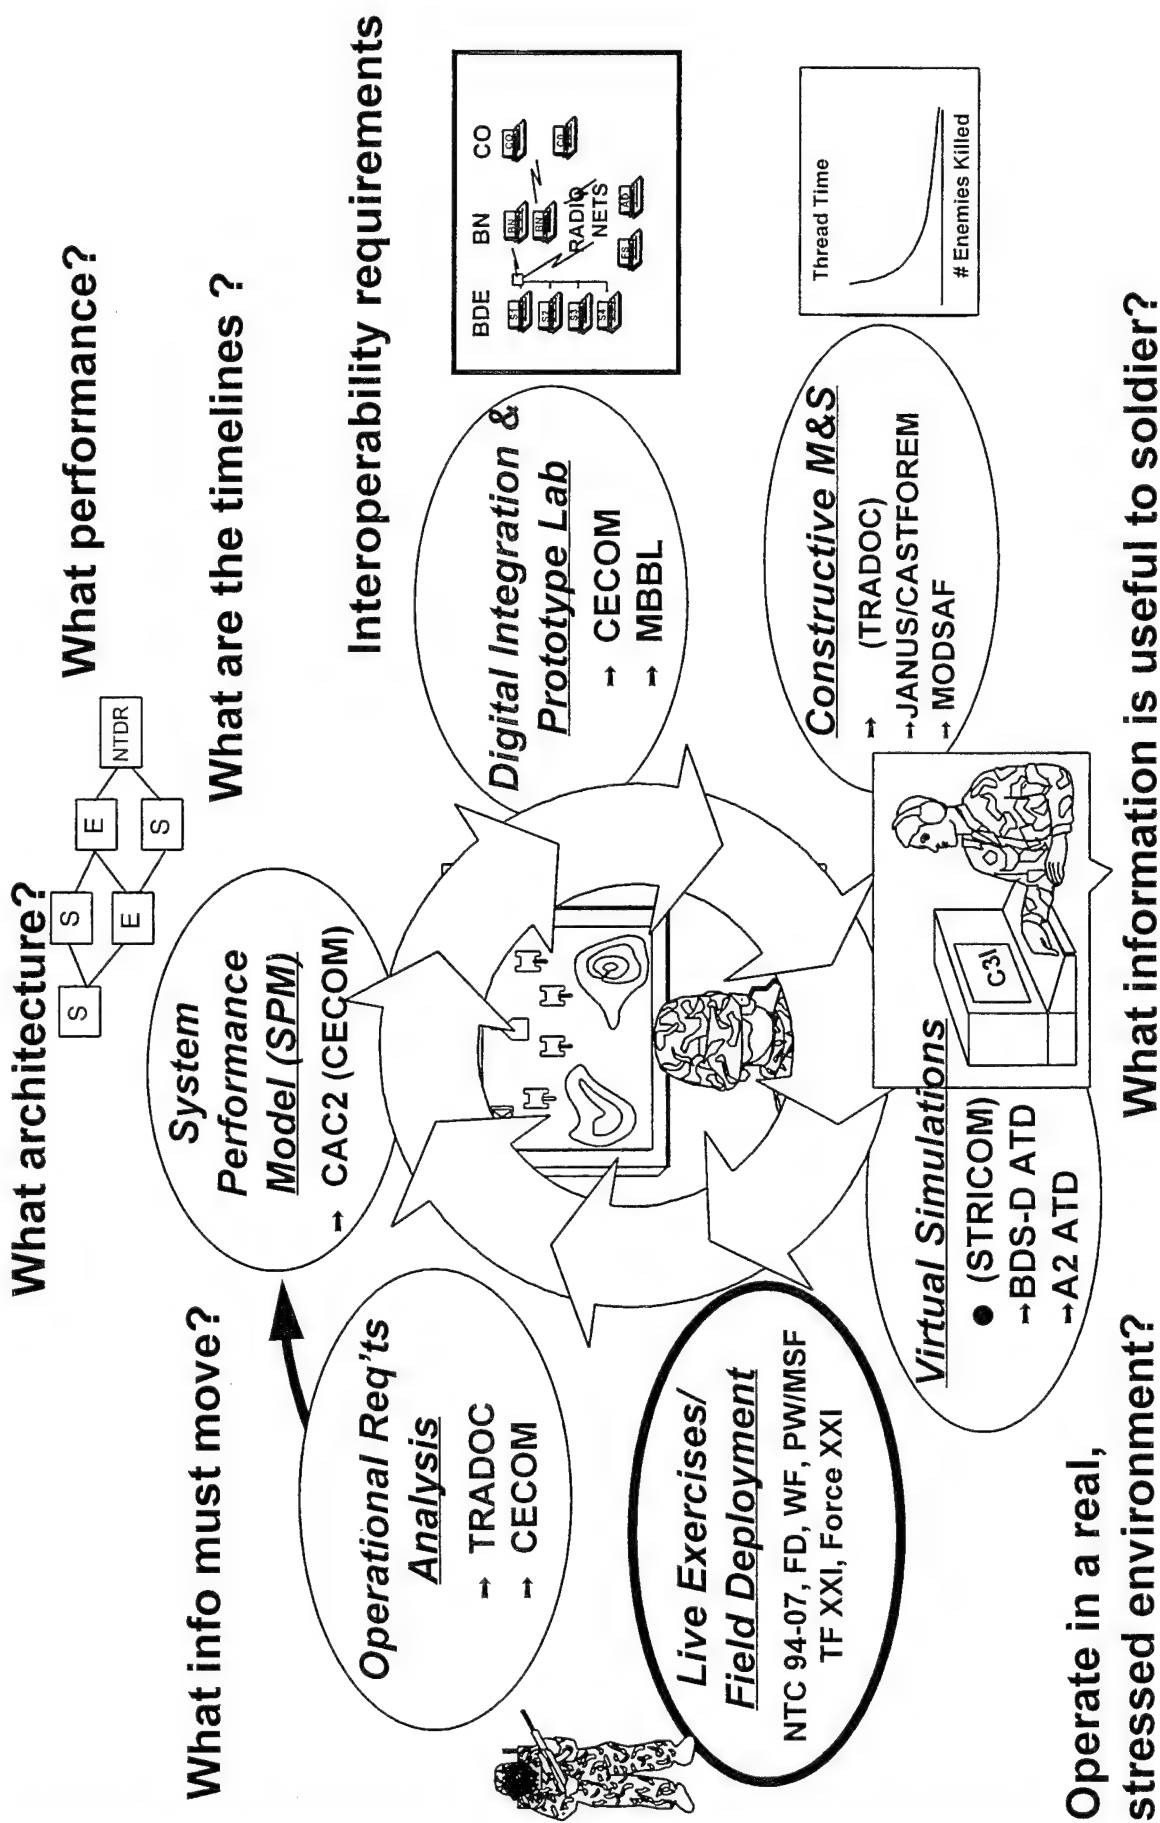 What architecture?
What performance?
What info must move?
What are the timelines ?
S
S
E
E
S
NTDR
System
Performance
Model (SPM)
→ CAC2 (CECOM)
Interoperability requirements
Operational Req'ts
Analysis
→ TRADOC
→ CECOM
Digital Integration &
Prototype Lab
→ CECOM
→ MBBL
BDE BN CO
S1
S2
S3
S4
BN
BN
CO
CO
RADIO
NETS
FS
AD
Live Exercises/
Field Deployment
NTC 94-07, FD, WF, PW/MSF
TF XXI, Force XXI
Constructive M&S
→ (TRADOC)
→JANUS/CASTFOREM
→ MODSAF
Thread Time
# Enemies Killed
Virtual Simulations
● (STRICOM)
→BDS-D ATD
→A2 ATD
C3I
Operate in a real,
stressed environment?
What information is useful to soldier?